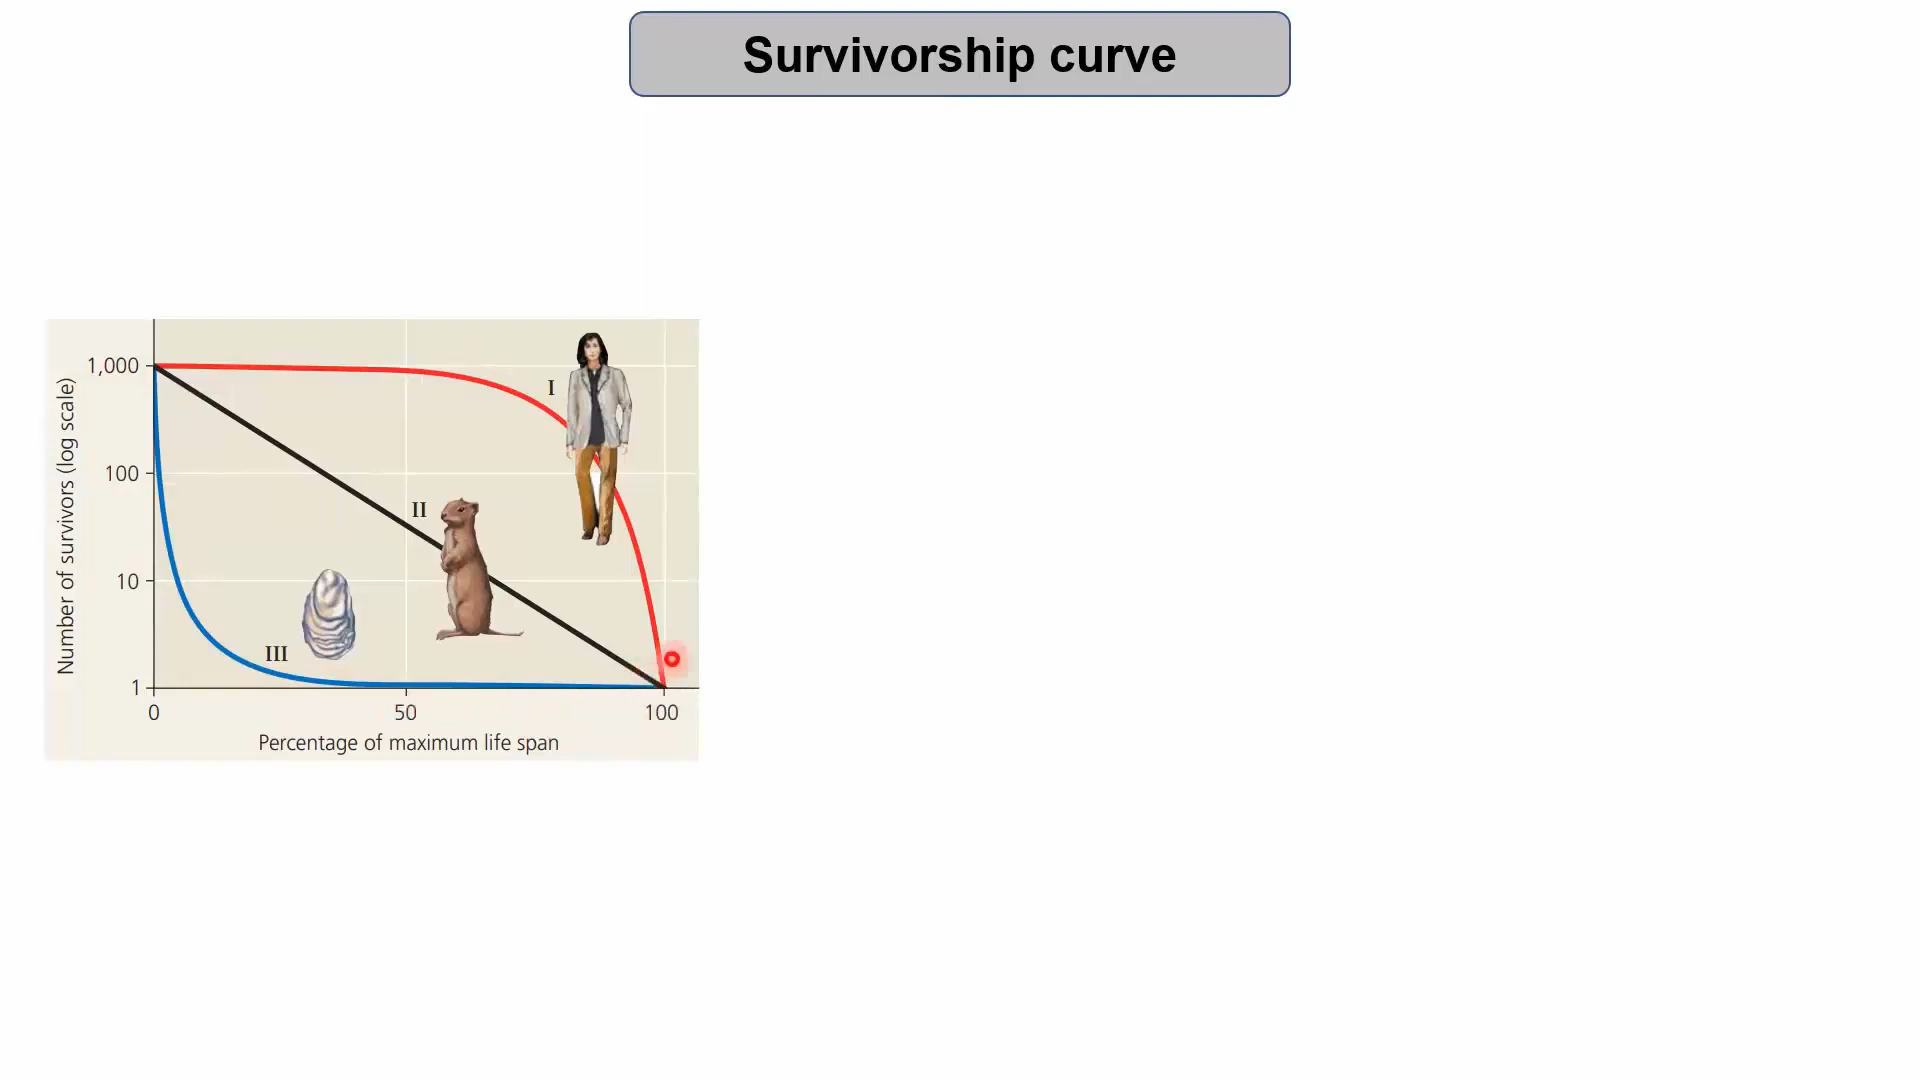 Survivorship curve
Number of survivors (log scale)
1,000
100
10
1
I
II
III
0
50
100
Percentage of maximum life span